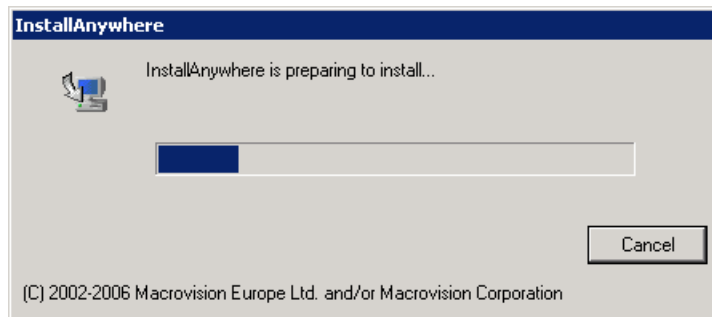 InstallAnywhere
InstallAnywhere is preparing to install...
Cancel
(C) 2002-2006 Macrovision Europe Ltd. and/or Macrovision Corporation